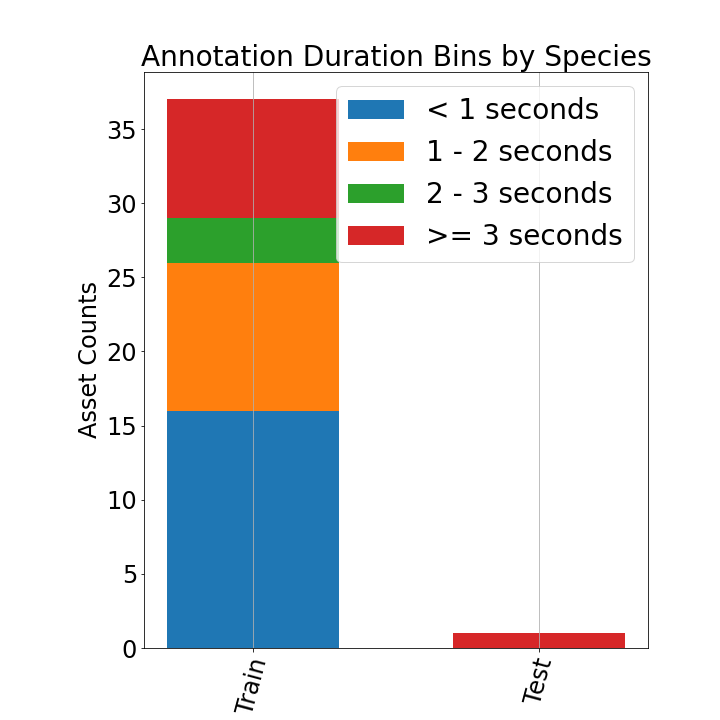 Annotation Duration Bins by Species
< 1 seconds
1 - 2 seconds
2 - 3 seconds
>= 3 seconds
Asset Counts
35
30
25
20
15
10
5
0
Train
Test